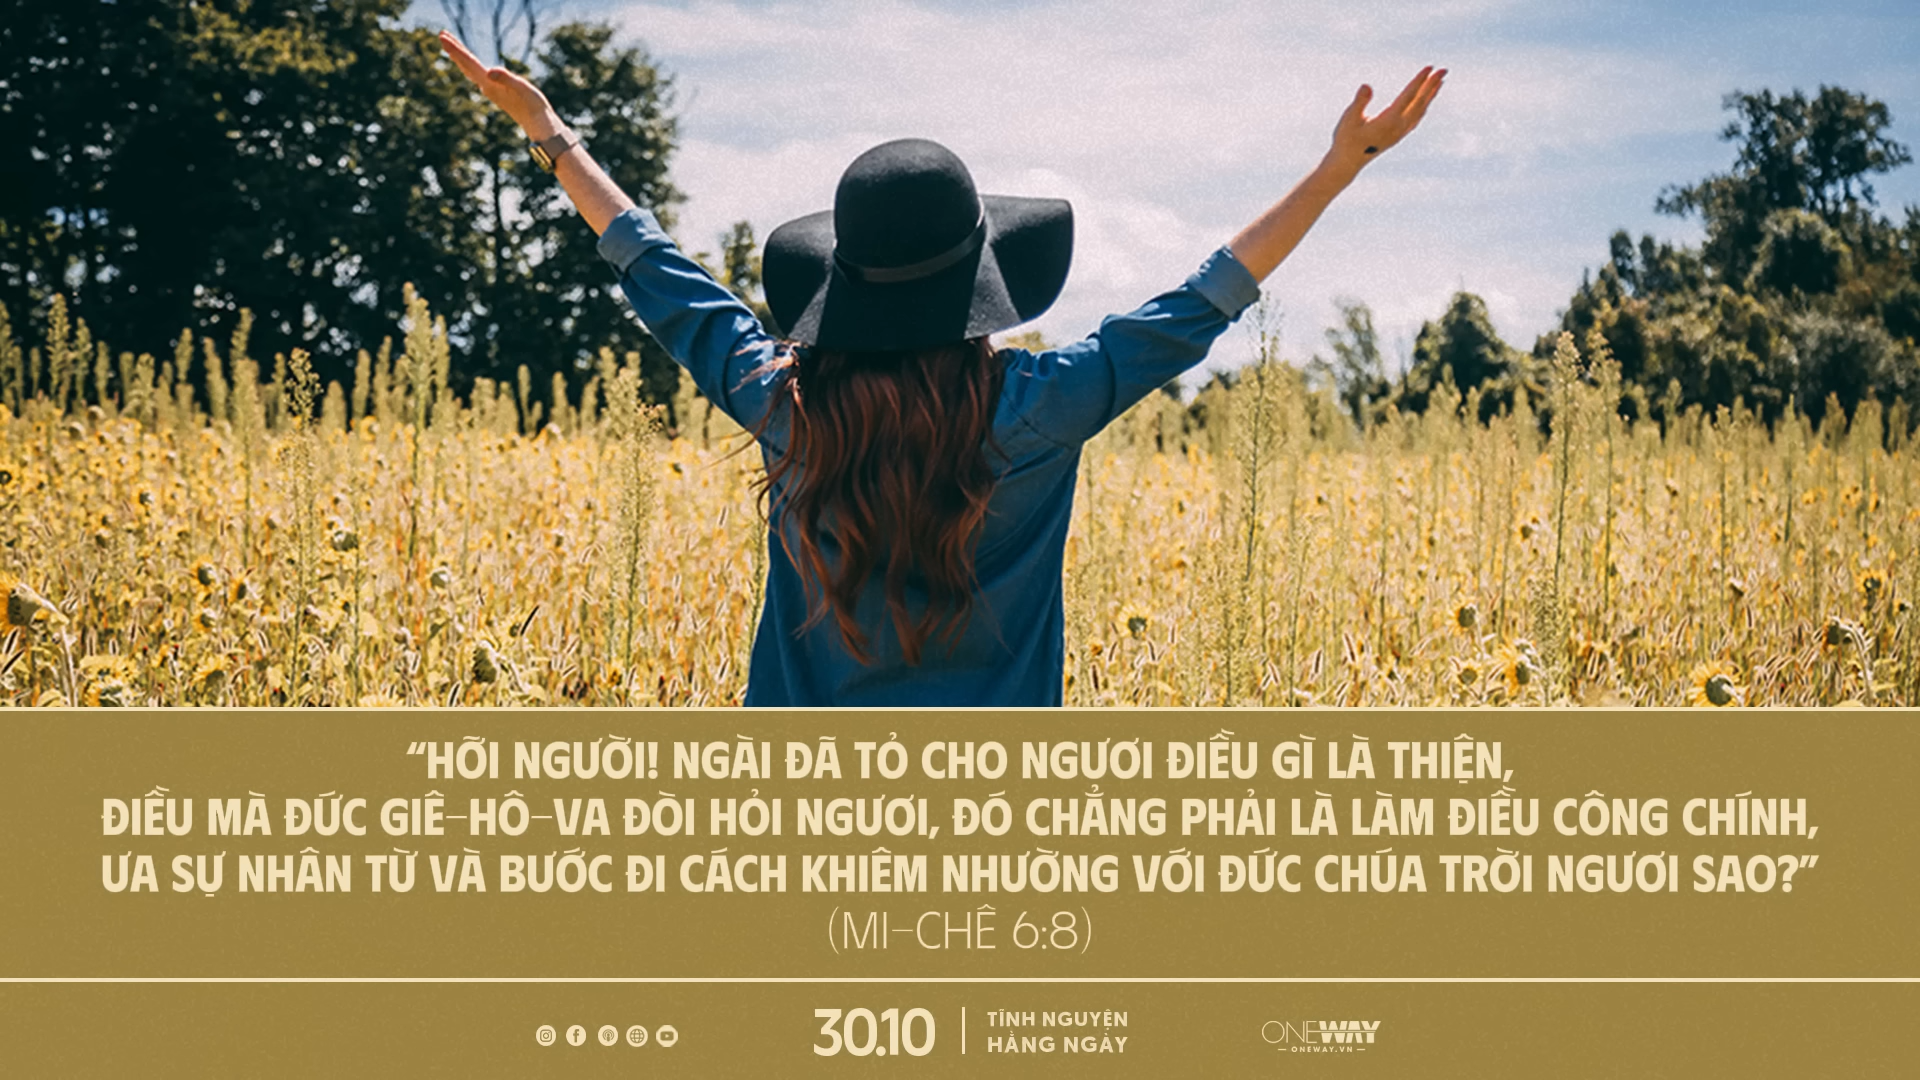 “HỠI NGƯỜI! NGÀI ĐÃ TỎ CHO NGƯƠI ĐIỀU GÌ LÀ THIỆN,
ĐIỀU MÀ ĐỨC GIÊ-HÔ-VA ĐÒI HỎI NGƯƠI, ĐÓ CHẲNG PHẢI LÀ LÀM ĐIỀU CÔNG CHÍNH,
ƯA SỰ NHÂN TỪ VÀ BƯỚC ĐI CÁCH KHIÊM NHƯỜNG VỚI ĐỨC CHÚA TRỜI NGƯƠI SAO?”
(MI-CHÊ 6:8)
30.10
TĨNH NGUYỆN
HẰNG NGÀY
ONEWAY
ONEWAY.VN